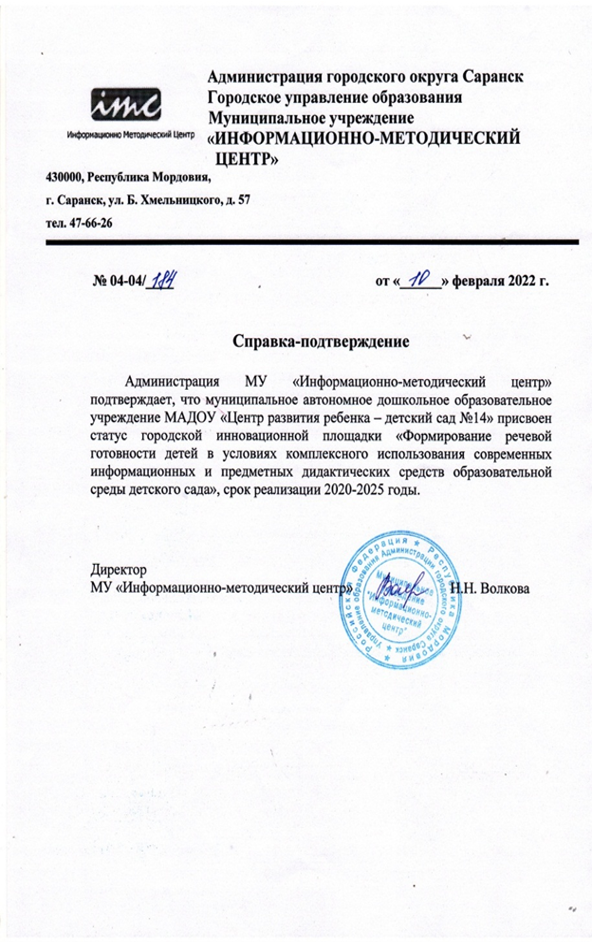 Администрация городского округа Саранск
Городское управление образования
Муниципальное учреждение
«ИНФОРМАЦИОННО-МЕТОДИЧЕСКИЙ
ЦЕНТР»
imc
Информационно Методический Центр
430000, Республика Мордовия,
г. Саранск, ул. Б. Хмельницкого, д. 57
тел. 47-66-26
№ 04-04/184 от «10» февраля 2022 г.
Справка-подтверждение
Администрация МУ «Информационно-методический центр»
подтверждает, что муниципальное автономное дошкольное образовательное
учреждение МАДОУ «Центр развития ребенка – детский сад №14» присвоен
статус городской инновационной площадки «Формирование речевой
готовности детей в условиях комплексного использования современных
информационных и предметных дидактических средств образовательной
среды детского сада», срок реализации 2020-2025 годы.
Директор
МУ «Информационно-методический центр» Н.Н. Волкова
Российская Федерация ★ Республика Мордовия ★
Управление образования Администрации городского округа Саранск ★
Муниципальное
учреждение
"Информационно-
методический
центр"